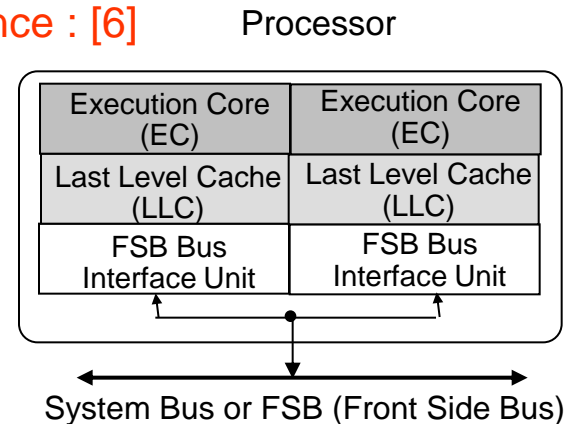 nce : [6]
Processor
Execution Core
(EC)
Execution Core
(EC)
Last Level Cache
(LLC)
Last Level Cache
(LLC)
FSB Bus
Interface Unit
FSB Bus
Interface Unit
System Bus or FSB (Front Side Bus)